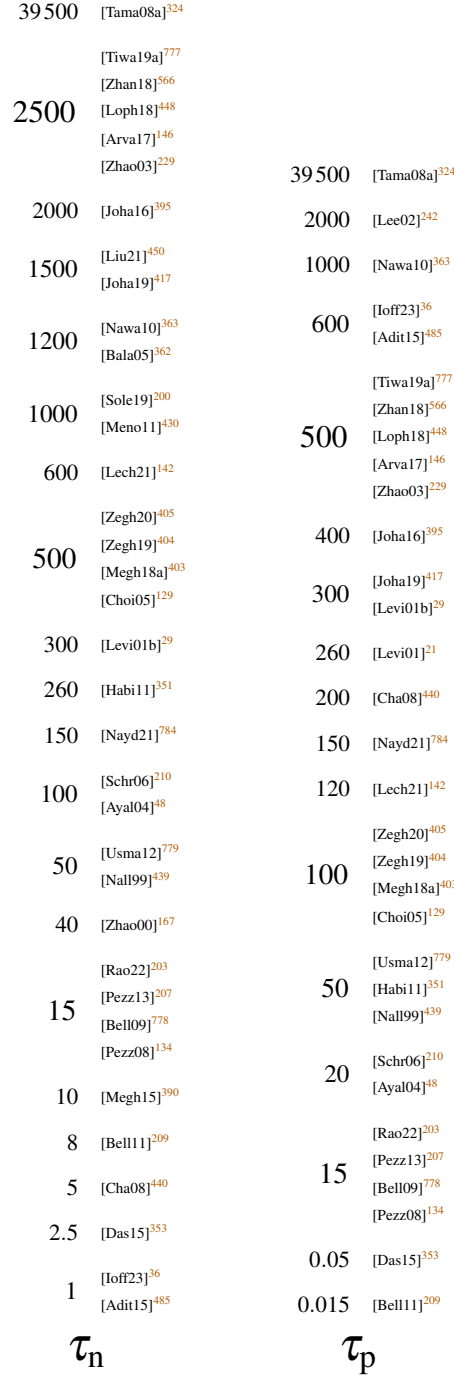 39 500 [Tama08a]324
[Tiwa19a]777
[Zhan18]566
2500 [Loph18]448
[Arva17]146
[Zhao03]229
2000 [Joha16]395
1500 [Liu21]450
[Joha19]417
1200 [Nawa10]363
[Bala05]362
1000 [Sole19]200
[Meno11]430
600 [Lech21]142
[Zegh20]405
500 [Zegh19]404
[Megh18a]403
[Choi05]129
300 [Levi01b]29
260 [Habi11]351
150 [Nayd21]784
100 [Schr06]210
[Ayal04]48
50 [Usma12]779
[Nall99]439
40 [Zhao00]167
[Rao22]203
15 [Pezz13]207
[Bell09]778
[Pezz08]134
10 [Megh15]390
8 [Bell11]209
5 [Cha08]440
2.5 [Das15]353
1 [Ioff23]36
[Adit15]485
τn
39 500 [Tama08a]324
2000 [Lee02]242
1000 [Nawa10]363
600 [Ioff23]36
[Adit15]485
[Tiwa19a]777
[Zhan18]566
500 [Loph18]448
[Arva17]146
[Zhao03]229
400 [Joha16]395
300 [Joha19]417
[Levi01b]29
260 [Levi01]21
200 [Cha08]440
150 [Nayd21]784
120 [Lech21]142
[Zegh20]405
100 [Zegh19]404
[Megh18a]403
[Choi05]129
[Usma12]779
50 [Habi11]351
[Nall99]439
20 [Schr06]210
[Ayal04]48
[Rao22]203
15 [Pezz13]207
[Bell09]778
[Pezz08]134
0.05 [Das15]353
0.015 [Bell11]209
τp